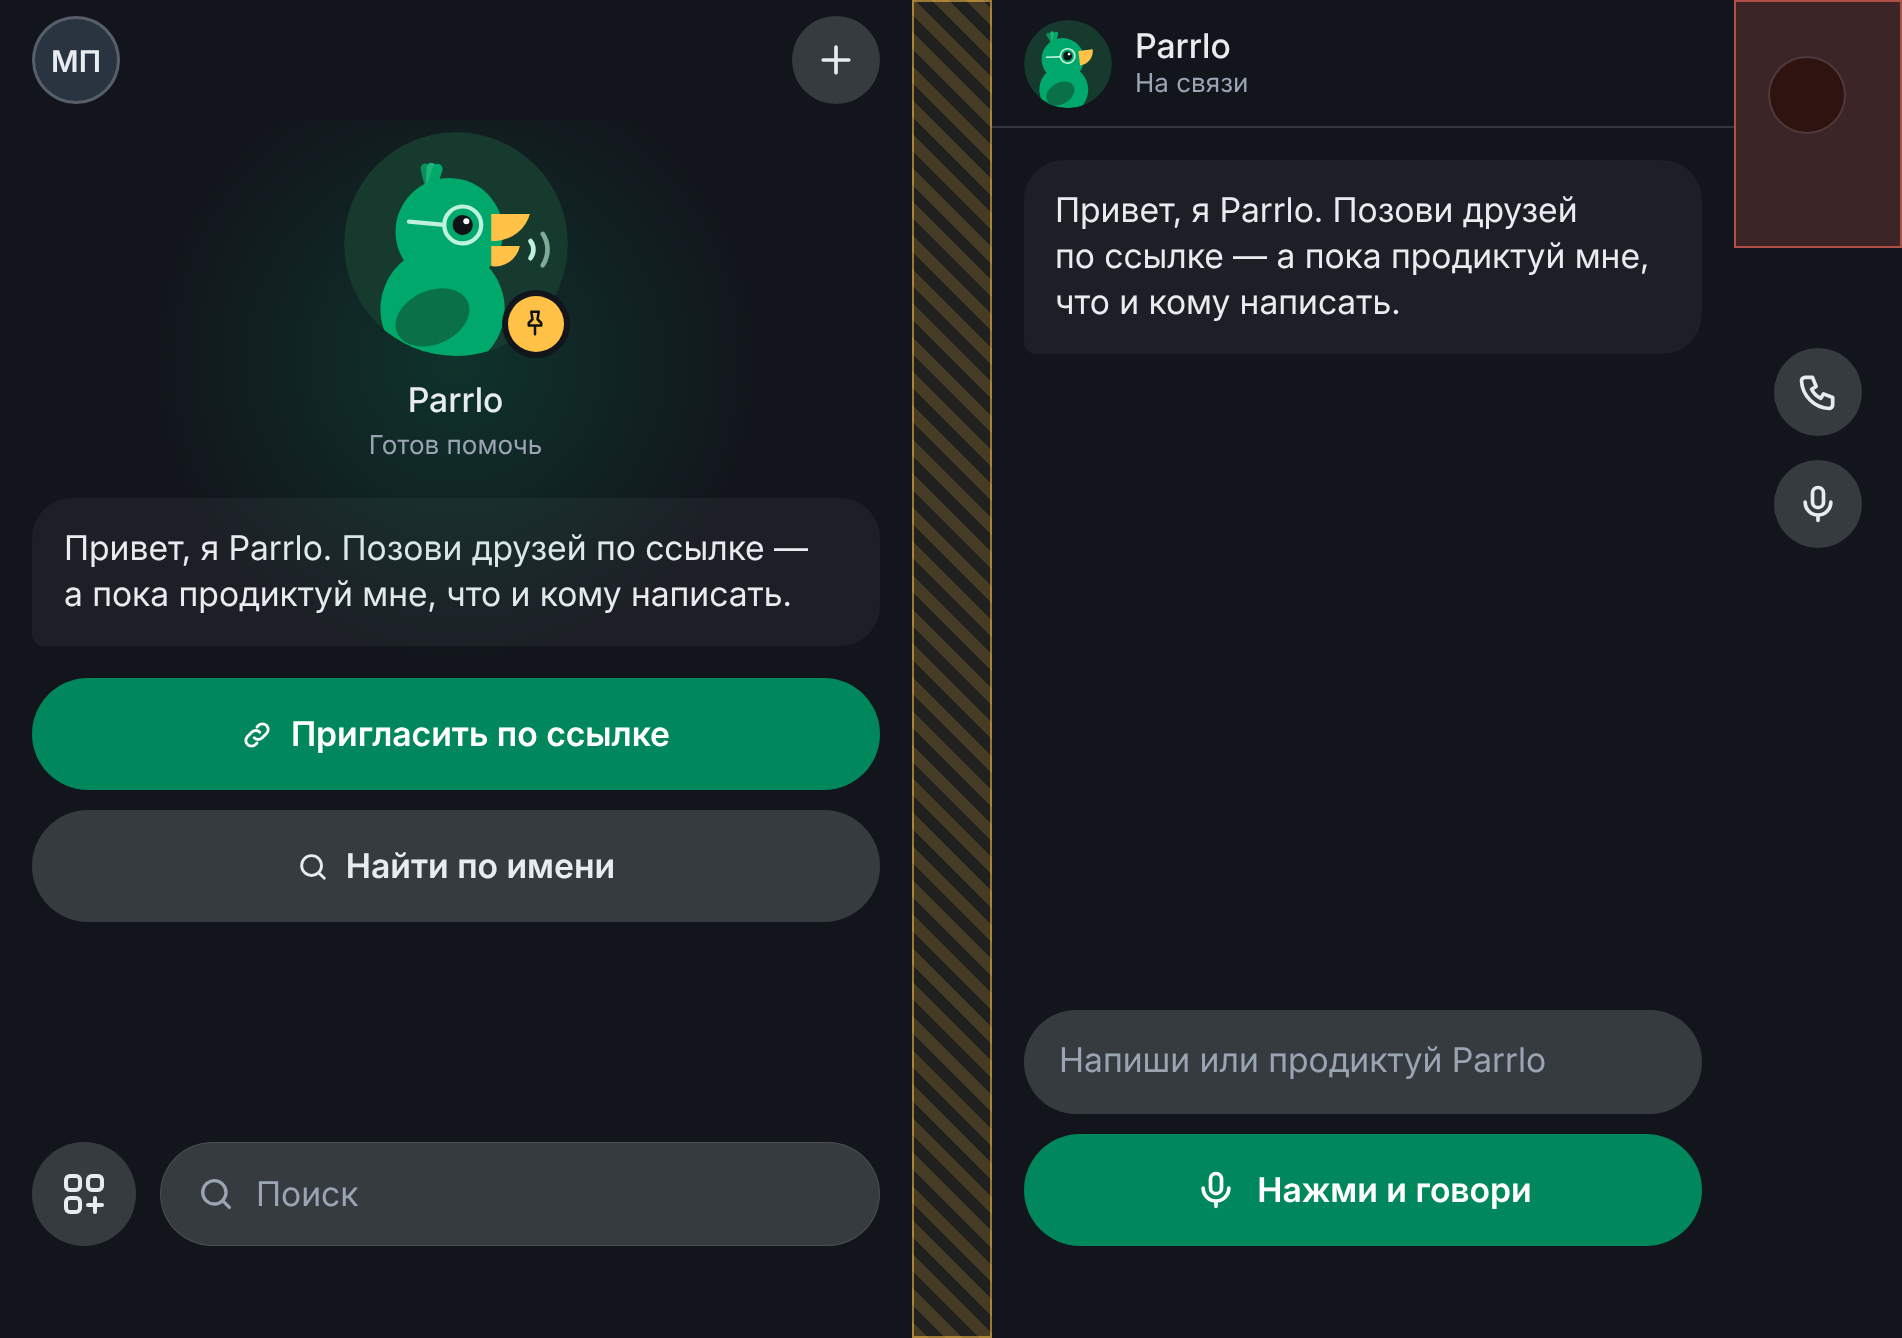 МП
Parrlo
Готов помочь
Привет, я Parrlo. Позови друзей по ссылке —
а пока продиктуй мне, что и кому написать.
Пригласить по ссылке
Найти по имени
Поиск
Parrlo
На связи
Привет, я Parrlo. Позови друзей
по ссылке — а пока продиктуй мне,
что и кому написать.
Напиши или продиктуй Parrlo
Нажми и говори